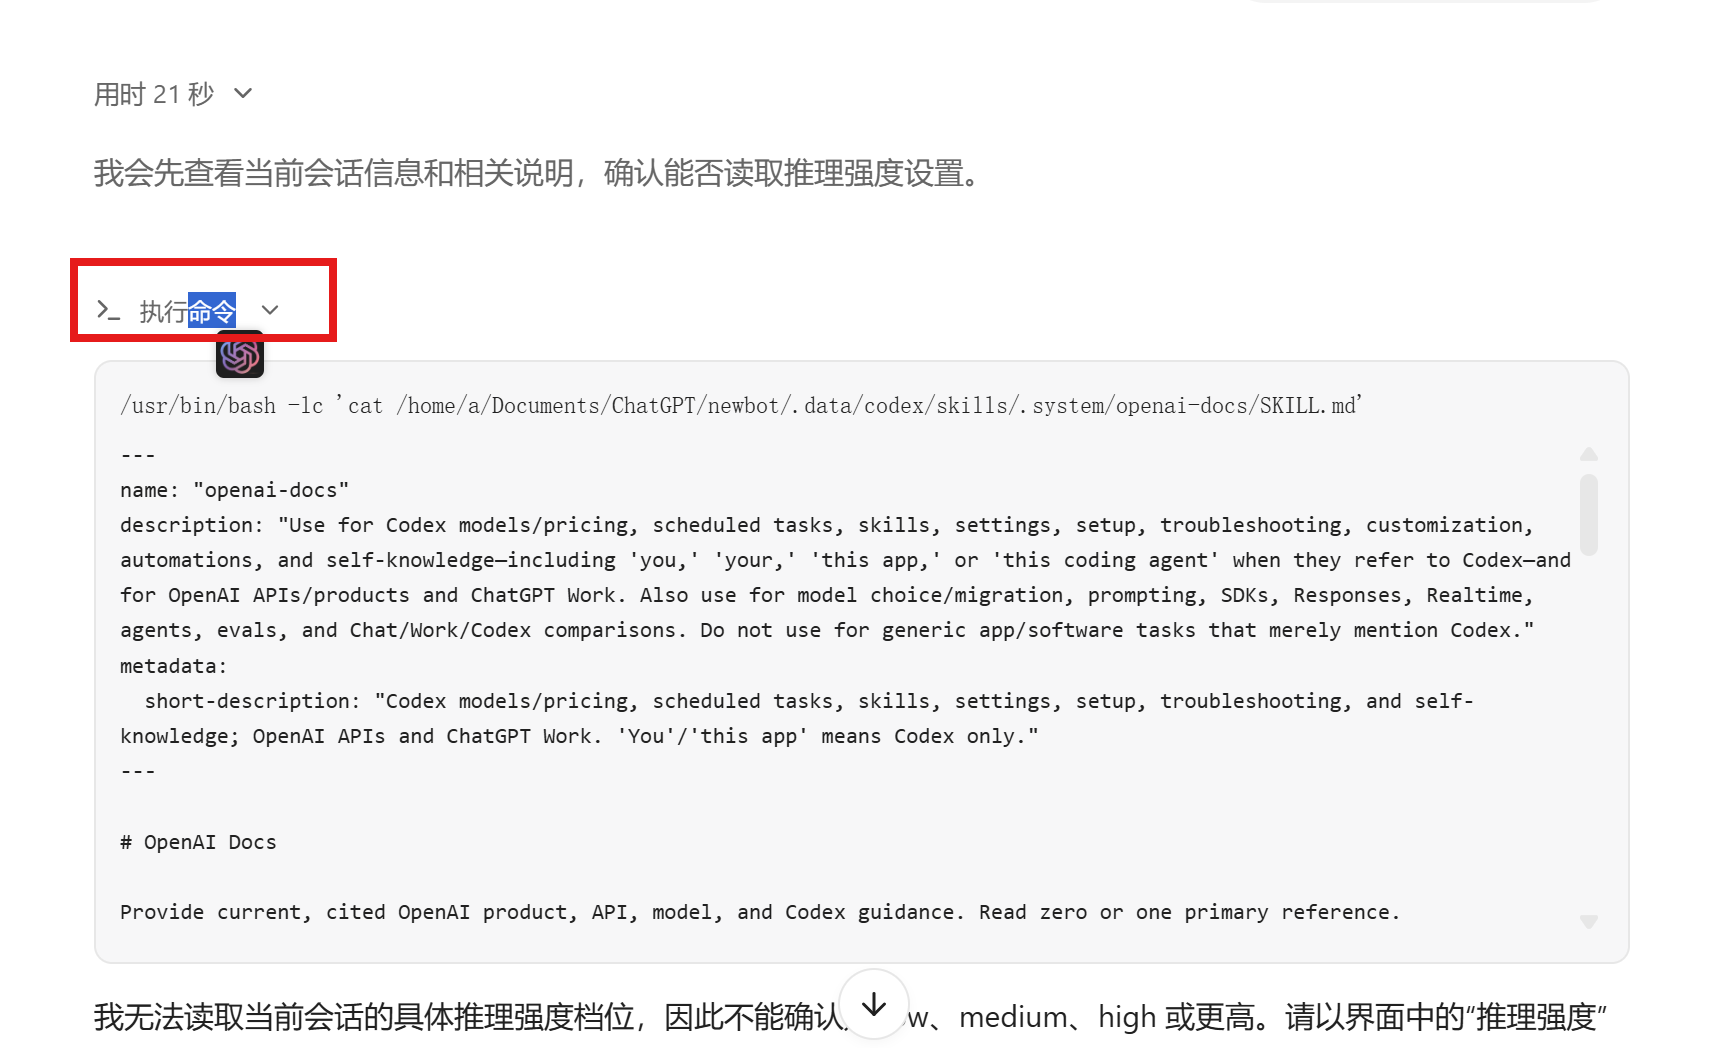 用时 21 秒
我会先查看当前会话信息和相关说明，确认能否读取推理强度设置。
>_ 执行命令
/usr/bin/bash -lc 'cat /home/a/Documents/ChatGPT/newbot/.data/codex/skills/.system/openai-docs/SKILL.md'
---
name: "openai-docs"
description: "Use for Codex models/pricing, scheduled tasks, skills, settings, setup, troubleshooting, customization,
automations, and self-knowledge—including 'you,' 'your,' 'this app,' or 'this coding agent' when they refer to Codex—and
for OpenAI APIs/products and ChatGPT Work. Also use for model choice/migration, prompting, SDKs, Responses, Realtime,
agents, evals, and Chat/Work/Codex comparisons. Do not use for generic app/software tasks that merely mention Codex."
metadata:
  short-description: "Codex models/pricing, scheduled tasks, skills, settings, setup, troubleshooting, and self-
knowledge; OpenAI APIs and ChatGPT Work. 'You'/'this app' means Codex only."
---
# OpenAI Docs
Provide current, cited OpenAI product, API, model, and Codex guidance. Read zero or one primary reference.
我无法读取当前会话的具体推理强度档位，因此不能确认 w、medium、high 或更高。请以界面中的“推理强度”